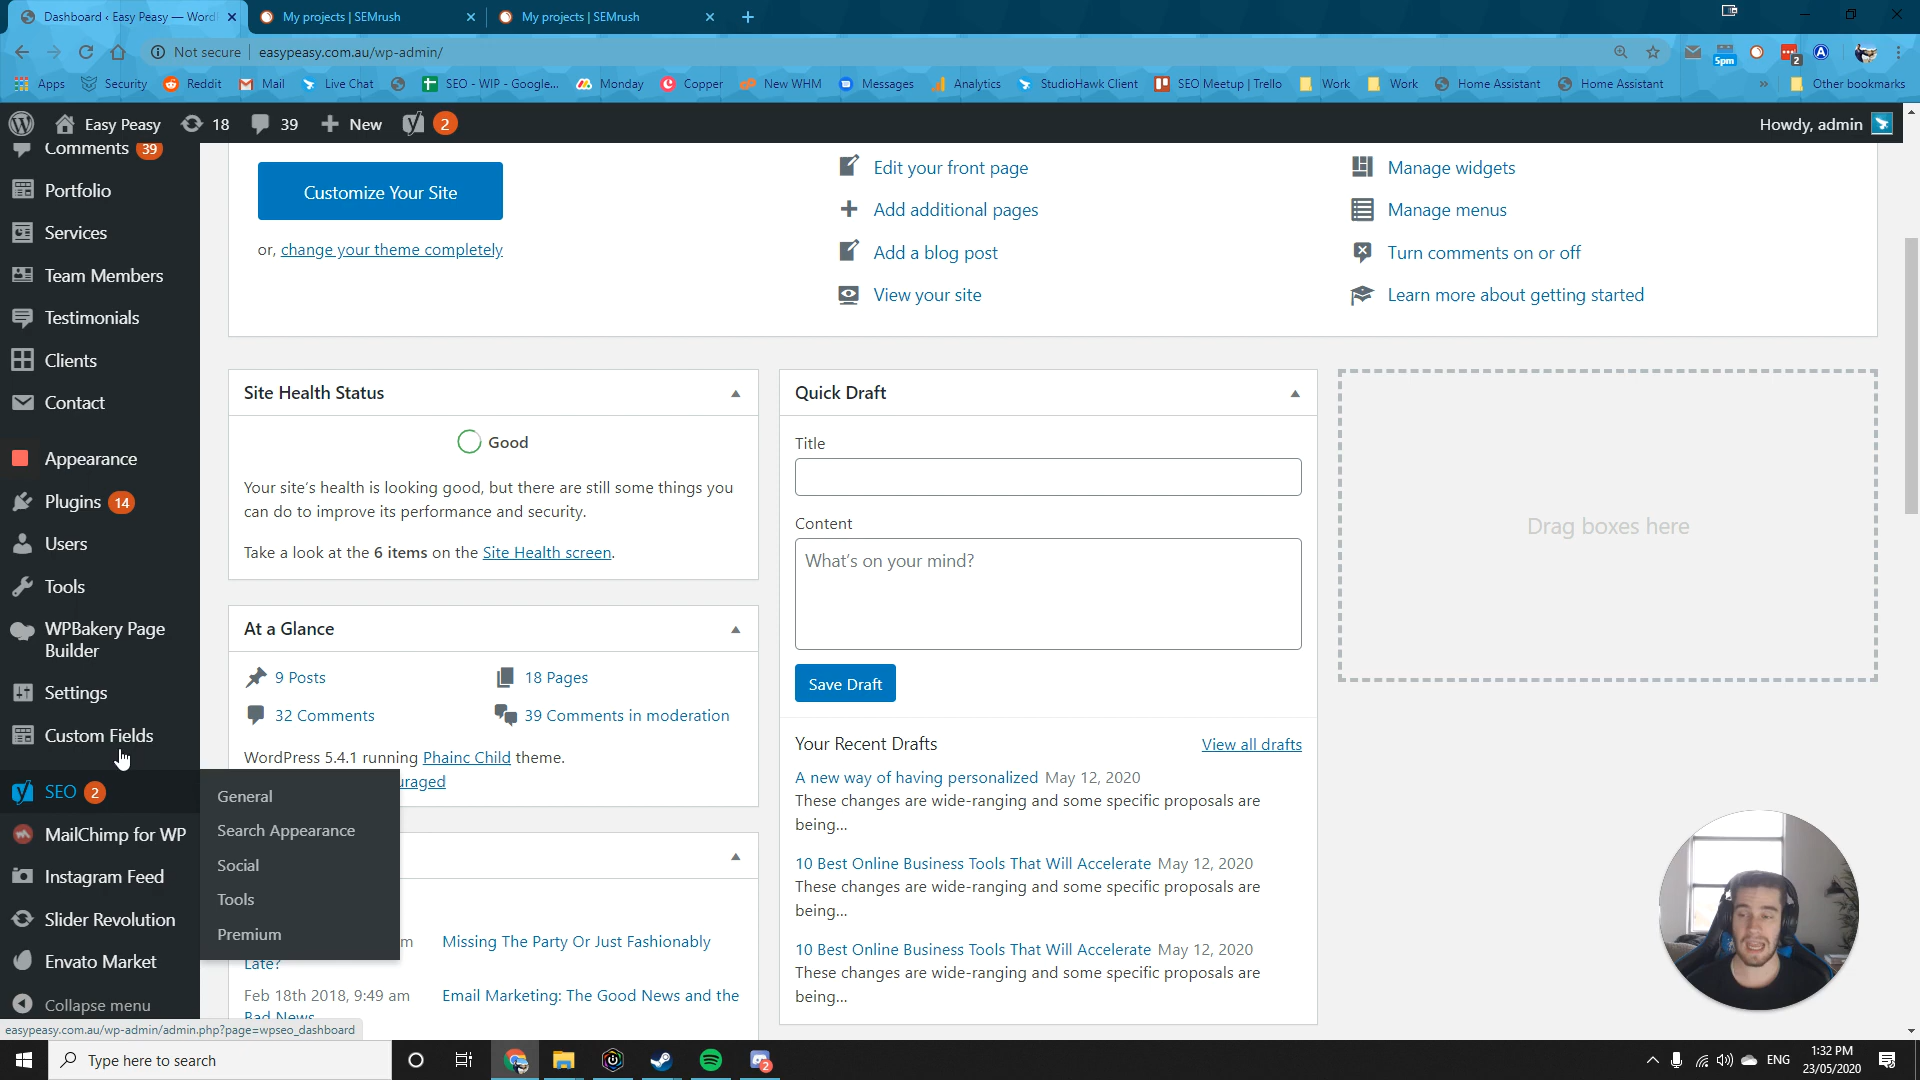 Dashboard ‹ Easy Peasy — Word
My projects | SEMrush
My projects | SEMrush
Not secure
easypeasy.com.au/wp-admin/
5pm
2
Apps
Security
Reddit
Mail
Live Chat
SEO - WIP - Google...
Monday
Copper
New WHM
Messages
Analytics
StudioHawk Client
SEO Meetup | Trello
Work
Work
Home Assistant
Home Assistant
»
Other bookmarks
Easy Peasy
18
39
New
2
Howdy, admin
Comments 39
Portfolio
Services
Team Members
Testimonials
Clients
Contact
Appearance
Plugins 14
Users
Tools
WPBakery Page
Builder
Settings
Custom Fields
SEO 2
MailChimp for WP
Instagram Feed
Slider Revolution
Envato Market
Collapse menu
General
Search Appearance
Social
Tools
Premium
Customize Your Site
or, change your theme completely
Edit your front page
Add additional pages
Add a blog post
View your site
Manage widgets
Manage menus
Turn comments on or off
Learn more about getting started
Site Health Status
Good
Your site's health is looking good, but there are still some things you
can do to improve its performance and security.
Take a look at the 6 items on the Site Health screen.
At a Glance
9 Posts
18 Pages
32 Comments
39 Comments in moderation
WordPress 5.4.1 running Phainc Child theme.
uraged
m
Missing The Party Or Just Fashionably
Late?
Feb 18th 2018, 9:49 am
Email Marketing: The Good News and the
Bad News
Quick Draft
Title
Content
What's on your mind?
Save Draft
Your Recent Drafts
View all drafts
A new way of having personalized May 12, 2020
These changes are wide-ranging and some specific proposals are
being...
10 Best Online Business Tools That Will Accelerate May 12, 2020
These changes are wide-ranging and some specific proposals are
being...
10 Best Online Business Tools That Will Accelerate May 12, 2020
These changes are wide-ranging and some specific proposals are
being...
Drag boxes here
easypeasy.com.au/wp-admin/admin.php?page=wpseo_dashboard
Type here to search
2
ENG
1:32 PM
23/05/2020